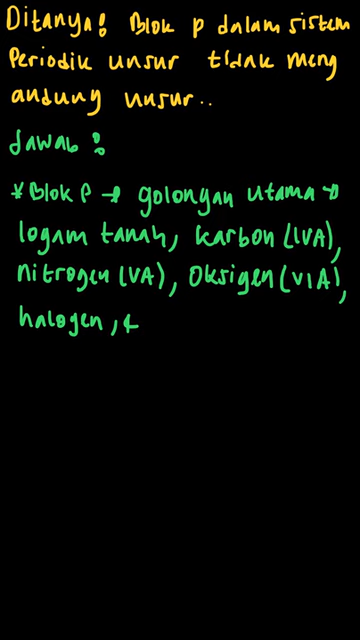 Ditanya! Blok p dalam sistem
Periodik unsur tidak meng
andung unsur..
Jawab :
*Blok P → golongan utama →
logam tanah, karbon (IVA),
nitrogen (VA), Oksigen (VIA),
halogen, &